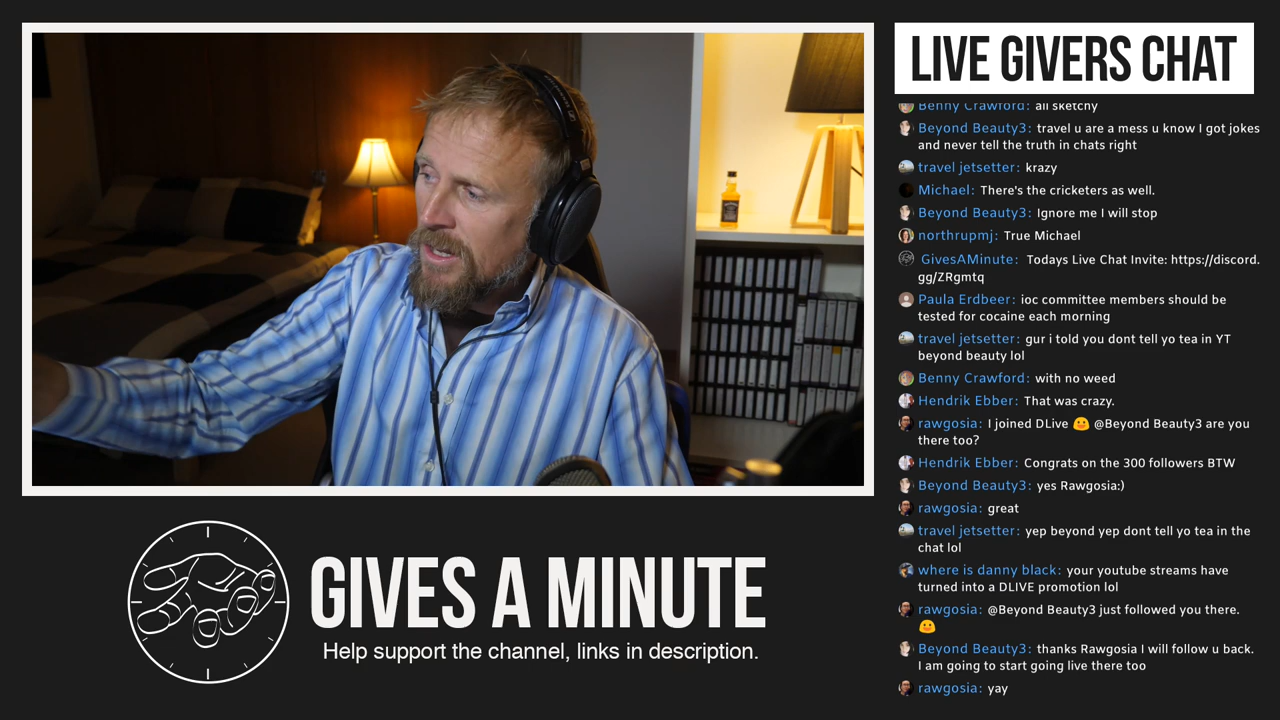 LIVE GIVERS CHAT
Benny Crawford: all sketchy
Beyond Beauty3: travel u are a mess u know I got jokes
and never tell the truth in chats right
travel jetsetter: krazy
Michael: There's the cricketers as well.
Beyond Beauty3: Ignore me I will stop
northrupmj: True Michael
GivesAMinute: Todays Live Chat Invite: https://discord.
gg/ZRgmtq
Paula Erdbeer: ioc committee members should be
tested for cocaine each morning
travel jetsetter: gur i told you dont tell yo tea in YT
beyond beauty lol
Benny Crawford: with no weed
Hendrik Ebber: That was crazy.
rawgosia: I joined DLive @Beyond Beauty3 are you
there too?
Hendrik Ebber: Congrats on the 300 followers BTW
Beyond Beauty3: yes Rawgosia:)
rawgosia: great
travel jetsetter: yep beyond yep dont tell yo tea in the
chat lol
where is danny black: your youtube streams have
turned into a DLIVE promotion lol
rawgosia: @Beyond Beauty3 just followed you there.
Beyond Beauty3: thanks Rawgosia I will follow u back.
I am going to start going live there too
rawgosia: yay
GIVES A MINUTE
Help support the channel, links in description.